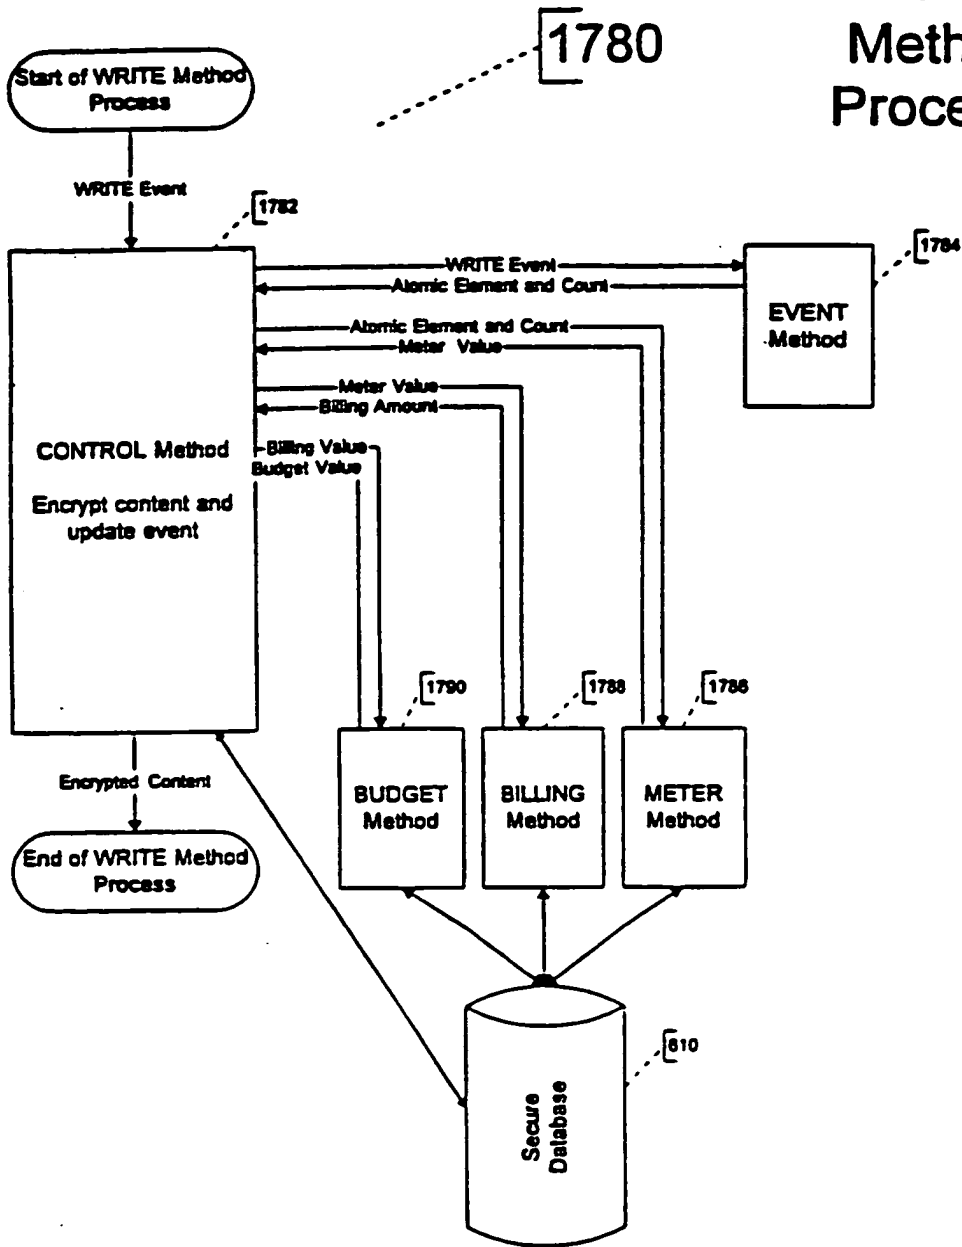 1780
Start of WRITE Method
Process
WRITE Event
1782
1784
WRITE Event
Atomic Element and Count
EVENT
Method
Atomic Element and Count
Meter Value
Meter Value
Billing Amount
CONTROL Method
Billing Value
Budget Value
Encrypt content and
update event
1790
1788
1786
Encrypted Content
BUDGET
Method
BILLING
Method
METER
Method
End of WRITE Method
Process
610
Secure
Database